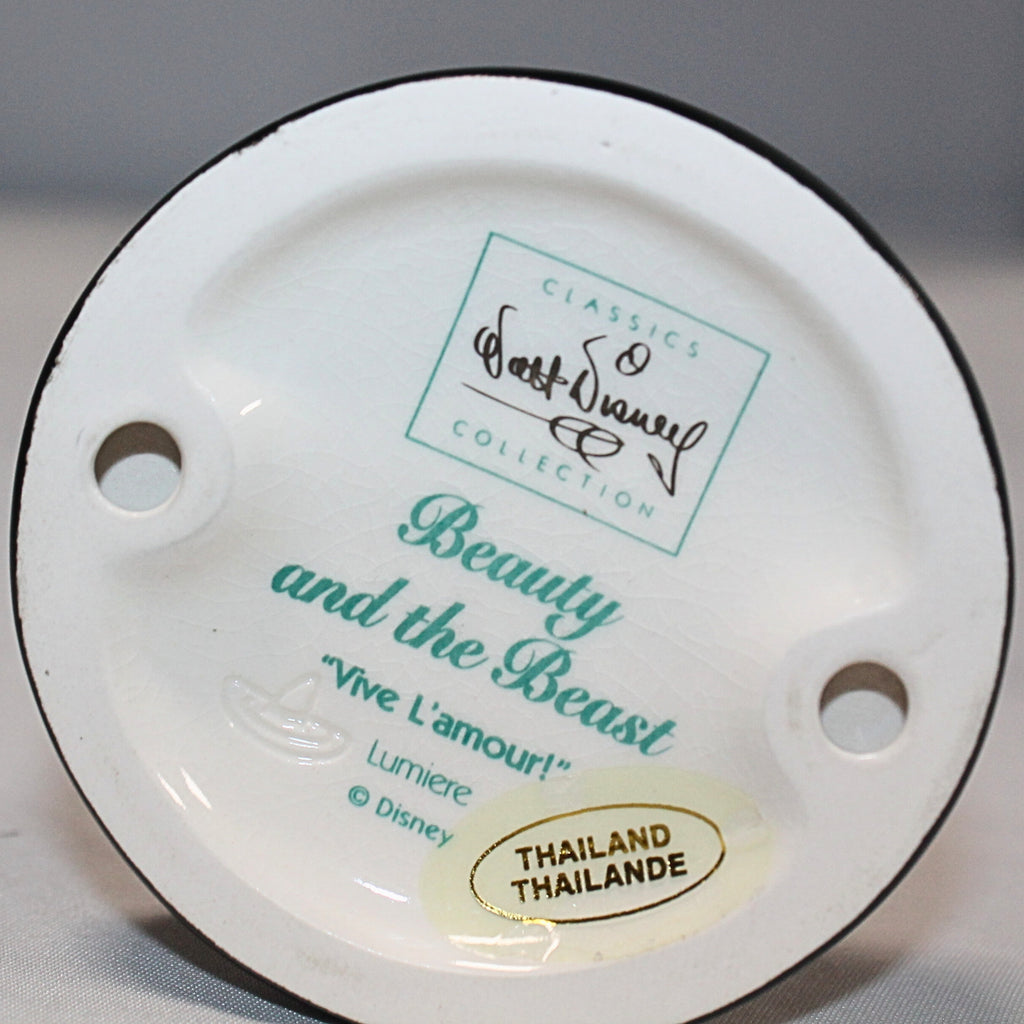 CLASSICS
Walt Disney
COLLECTION
Beauty
and the Beast
"Vive L'amour!"
Lumiere
© Disney
THAILAND
THAILANDE